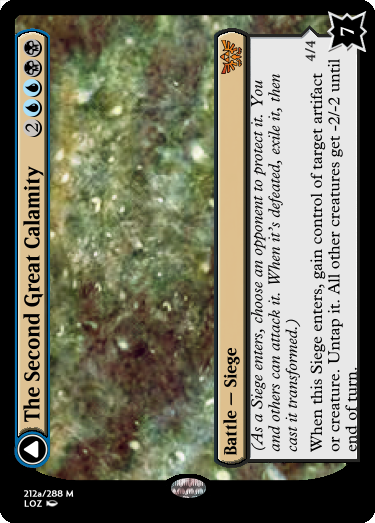 The Second Great Calamity
2
Battle — Siege
(As a Siege enters, choose an opponent to protect it. You
and others can attack it. When it's defeated, exile it, then
cast it transformed.)
When this Siege enters, gain control of target artifact
or creature. Untap it. All other creatures get -2/-2 until
end of turn.
4/4
7
212a/288 M
LOZ